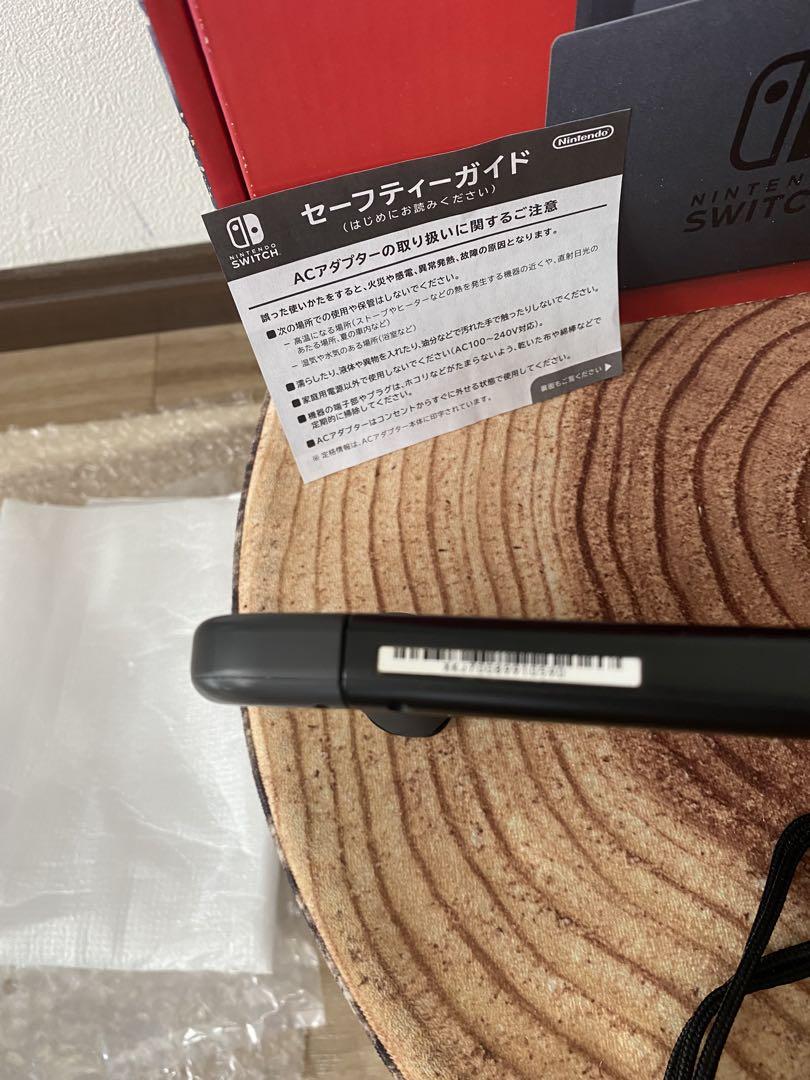 Nintendo
NINTENDO
SWITCH
セーフティーガイド
(はじめにお読みください)
ACアダプターの取り扱いに関するご注意
誤った使いかたをすると、火災や感電、異常発熱、故障の原因となります。
■次の場所での使用や保管はしないでください。
– 高温になる場所(ストーブやヒーターなどの熱を発生する機器の近くや、直射日光の
あたる場所、夏の車内など)
– 湿気や水気のある場所(浴室など)
■濡らしたり、液体や異物を入れたり、油分などで汚れた手で触ったりしないでください。
■家庭用電源以外で使用しないでください(AC100～240V対応)。
■機器の端子部やプラグは、ホコリなどがたまらないよう、乾いた布や綿棒などで
定期的に掃除してください。
■ACアダプターはコンセントからすぐに外せる状態で使用してください。
※ 定格情報は、ACアダプター本体に印字されています。
裏面もご覧ください ▶
NINTEN
SWITC